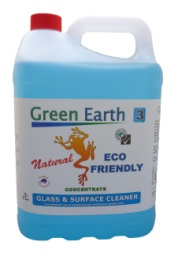 Green Earth 3
Natural
ECO
FRIENDLY
CONCENTRATE
GLASS & SURFACE CLEANER